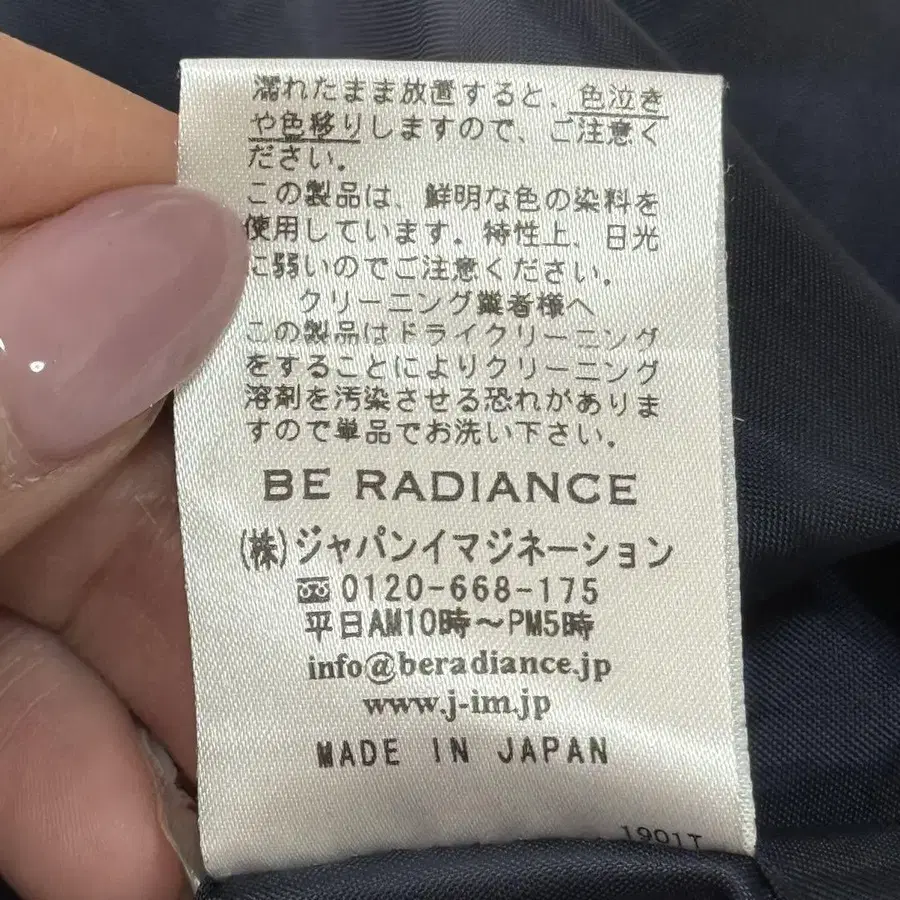 濡れたまま放置すると、色泣き
や色移りしますので、ご注意く
ださい.
この製品は、鮮明な色の染料を
使用しています.特性上、日光
に弱いのでご注意ください.
クリーニング業者様へ
この製品はドライクリーニング
をすることによりクリーニング
溶剤を汚染させる恐れがありま
すので単品でお洗い下さい.
BE RADIANCE
(株)ジャパンイマジネーション
0120-668-175
平日AM10時～PM5時
info@beradiance.jp
www.j-im.jp
MADE IN JAPAN
1901T